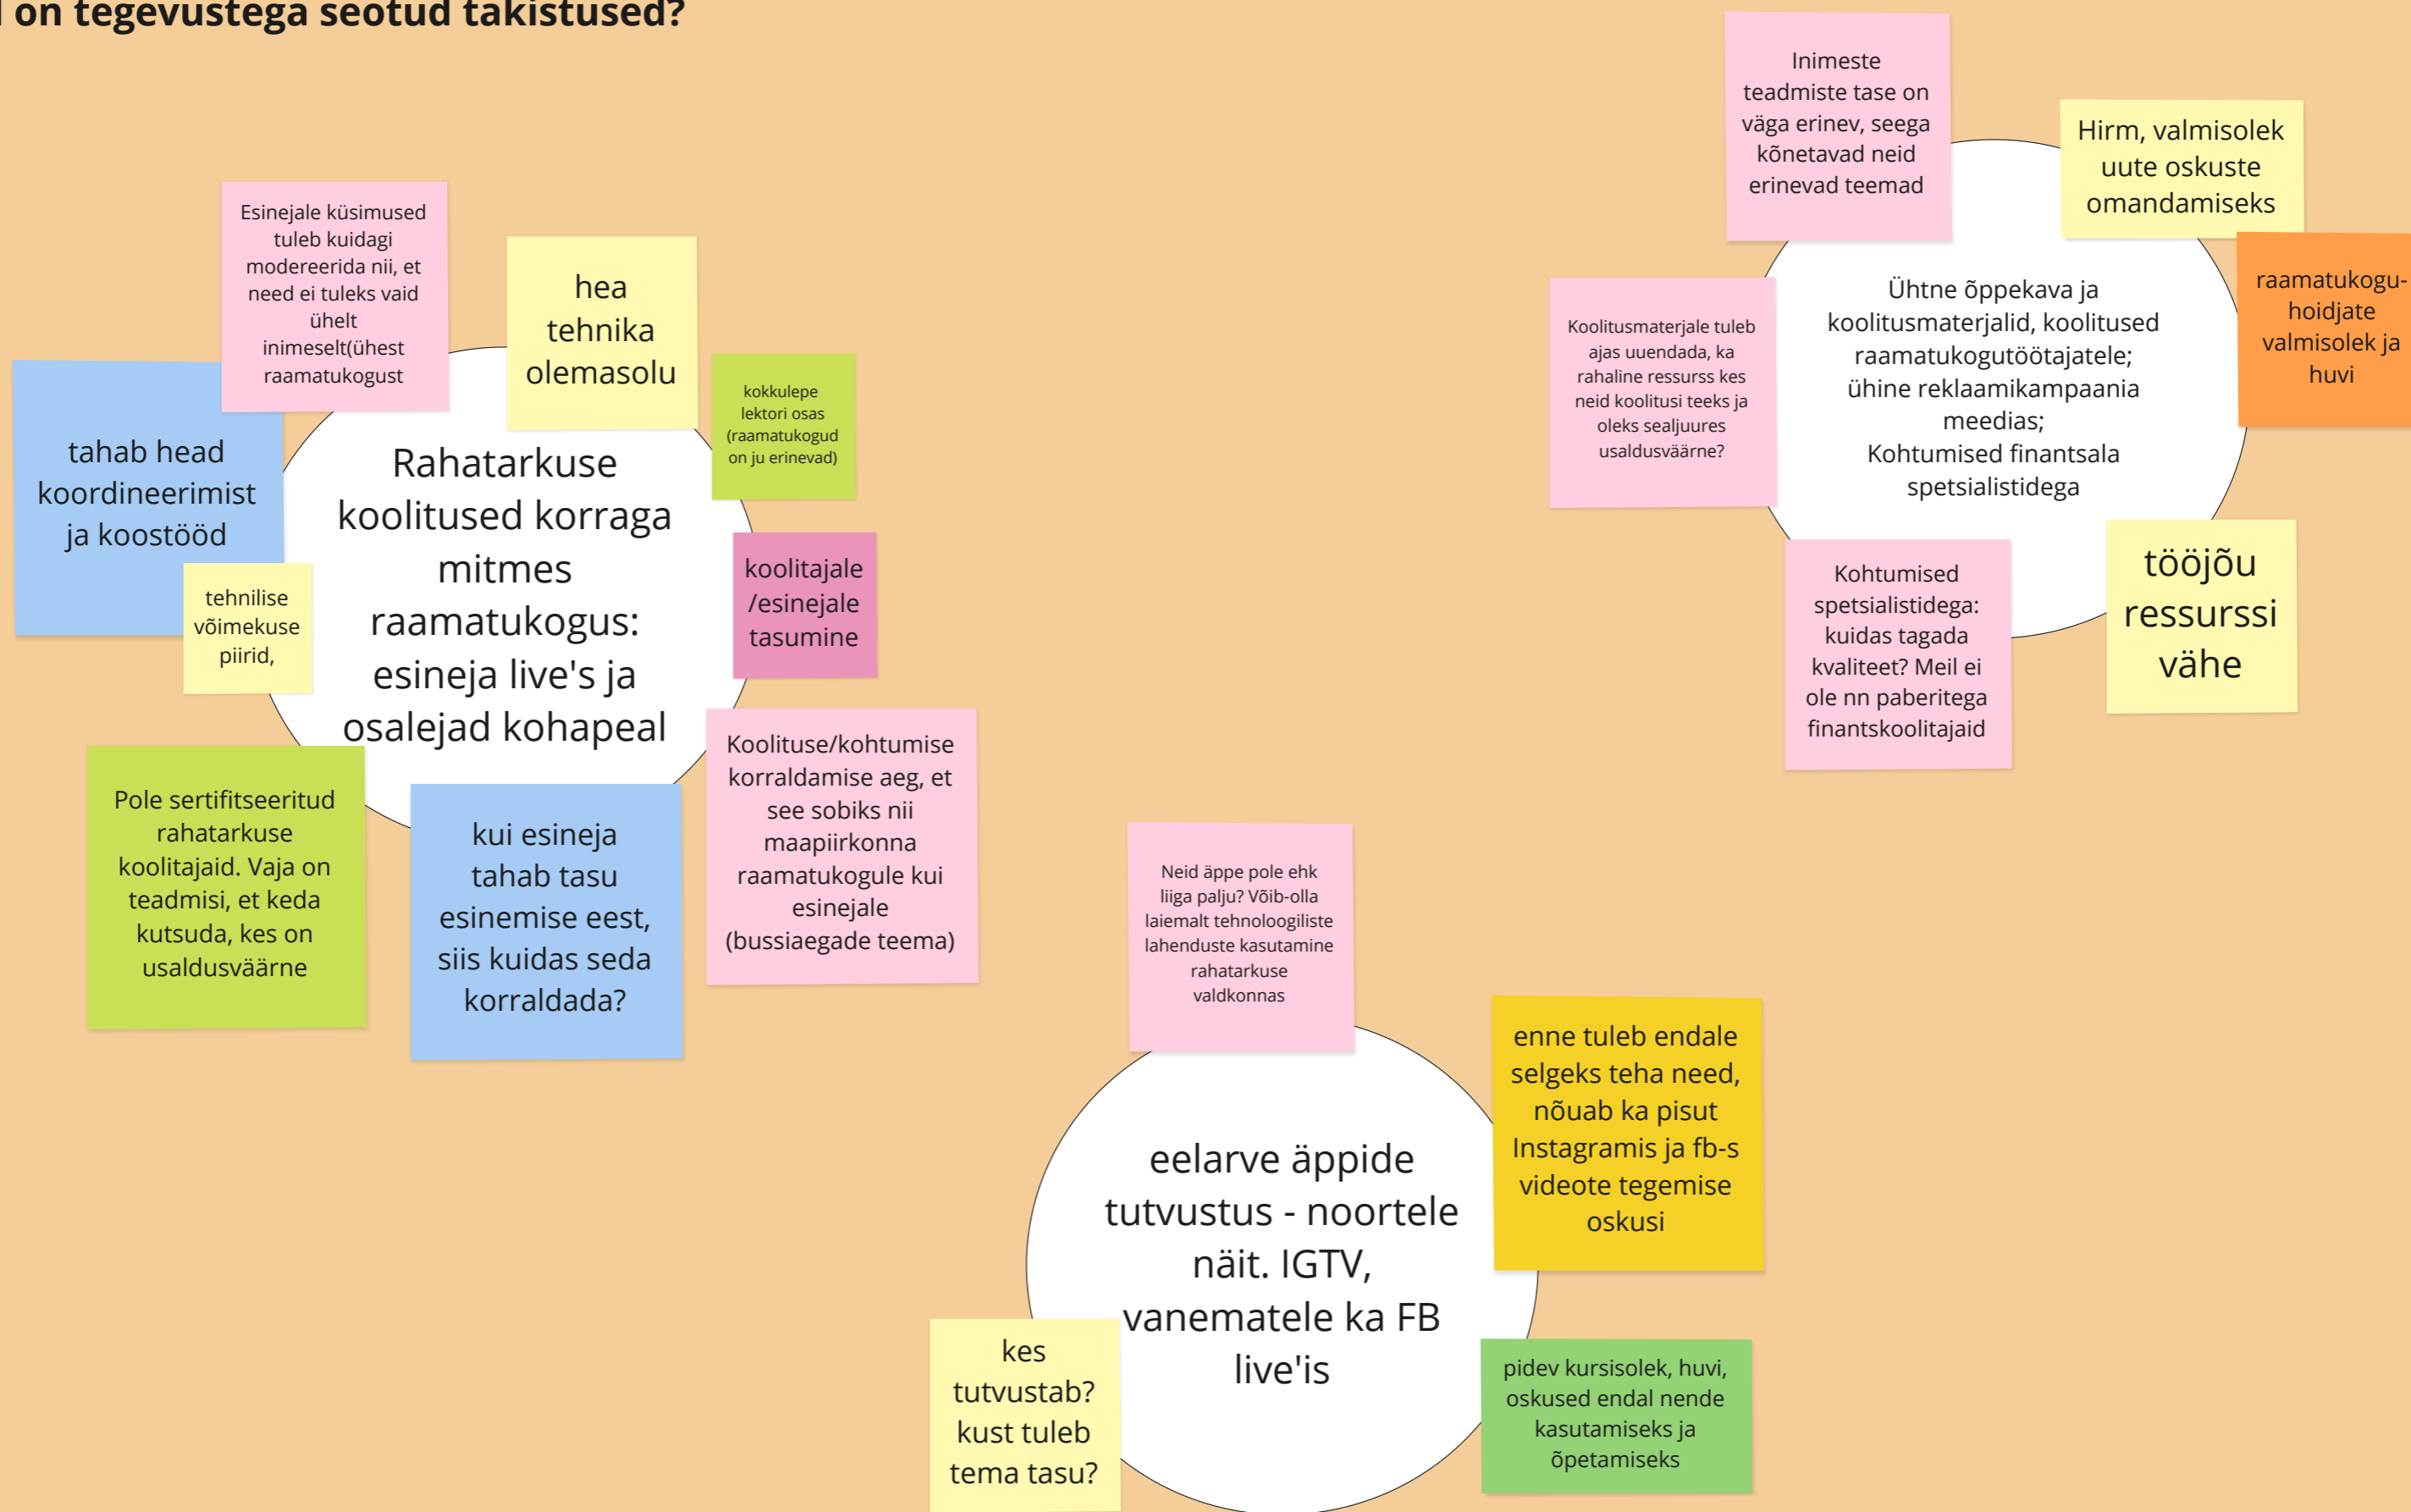 on tegevustega seotud takistused?
Esinejale küsimused
tuleb kuidagi
modereerida nii, et
need ei tuleks vaid
ühelt
inimeselt(ühest
raamatukogust
hea
tehnika
olemasolu
kokkulepe
lektori osas
(raamatukogud
on ju erinevad)
tahab head
koordineerimist
ja koostööd
tehnilise
võimekuse
piirid,
Rahatarkuse
koolitused korraga
mitmes
raamatukogus:
esineja live's ja
osalejad kohapeal
koolitajale
/esinejale
tasumine
Pole sertifitseeritud
rahatarkuse
koolitajaid. Vaja on
teadmisi, et keda
kutsuda, kes on
usaldusväärne
kui esineja
tahab tasu
esinemise eest,
siis kuidas seda
korraldada?
Koolituse/kohtumise
korraldamise aeg, et
see sobiks nii
maapiirkonna
raamatukogule kui
esinejale
(bussiaegade teema)
Inimeste
teadmiste tase on
väga erinev, seega
kõnetavad neid
erinevad teemad
Hirm, valmisolek
uute oskuste
omandamiseks
raamatukogu-
hoidjate
valmisolek ja
huvi
Koolitusmaterjale tuleb
ajas uuendada, ka
rahaline ressurss kes
neid koolitusi teeks ja
oleks sealjuures
usaldusväärne?
Ühtne õppekava ja
koolitusmaterjalid, koolitused
raamatukogutöötajatele;
ühine reklaamikampaania
meedias;
Kohtumised finantsala
spetsialistidega
Kohtumised
spetsialistidega:
kuidas tagada
kvaliteet? Meil ei
ole nn paberitega
finantskoolitajaid
tööjõu
ressurssi
vähe
Neid äppe pole ehk
liiga palju? Võib-olla
laiemalt tehnoloogiliste
lahenduste kasutamine
rahatarkuse
valdkonnas
enne tuleb endale
selgeks teha need,
nõuab ka pisut
Instagramis ja fb-s
videote tegemise
oskusi
eelarve äppide
tutvustus - noortele
näit. IGTV,
vanematele ka FB
live'is
kes
tutvustab?
kust tuleb
tema tasu?
pidev kursisolek, huvi,
oskused endal nende
kasutamiseks ja
õpetamiseks